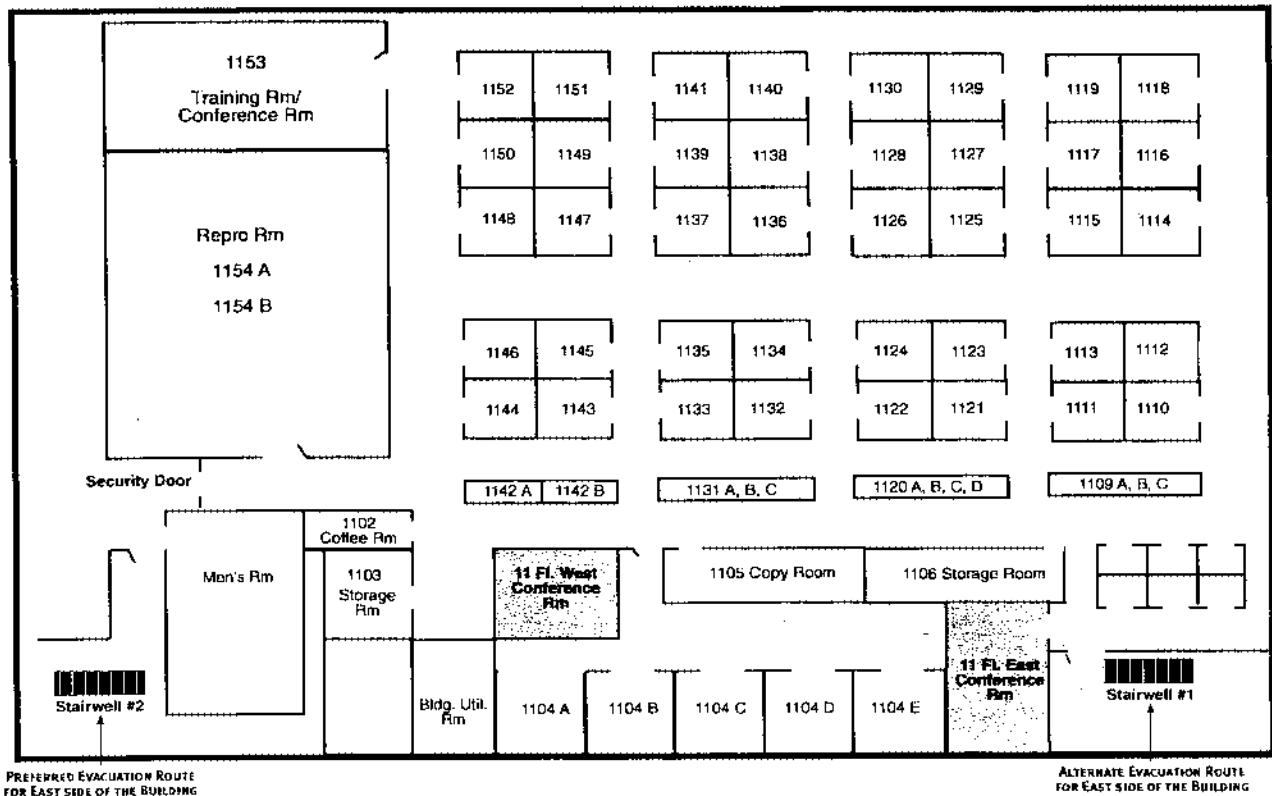 1153
Training Rm/
Conference Rm
Repro Rm
1154 A
1154 B
1152 1151
1150 1149
1148 1147
1141 1140
1139 1138
1137 1136
1130 1129
1128 1127
1126 1125
1119 1118
1117 1116
1115 1114
1146 1145
1144 1143
1135 1134
1133 1132
1124 1123
1122 1121
1113 1112
1111 1110
Security Door
1142 A 1142 B
1131 A, B, C
1120 A, B, C, D
1109 A, B, C
Men's Rm
1102
Coffee Rm
1103
Storage
Rm
11 Fl. West
Conference
Rm
1105 Copy Room
1106 Storage Room
11 Fl. East
Conference
Rm
Stairwell #2
Bldg. Util.
Rm
1104 A
1104 B
1104 C
1104 D
1104 E
Stairwell #1
PREFERRED EVACUATION ROUTE
FOR EAST SIDE OF THE BUILDING
ALTERNATE EVACUATION ROUTE
FOR EAST SIDE OF THE BUILDING